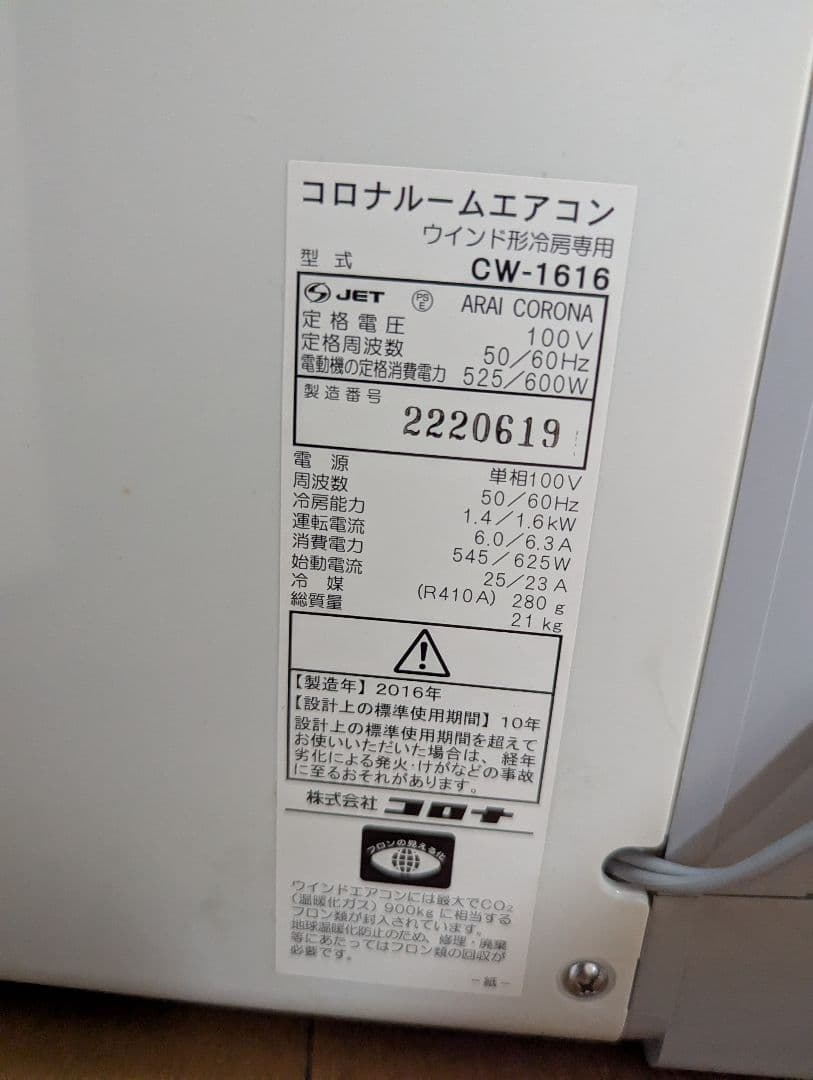 コロナルームエアコン
ウインド形冷房専用
型式 CW-1616
JET PSE ARAI CORONA
定格電圧 100V
定格周波数 50/60Hz
電動機の定格消費電力 525/600W
製造番号 2220619
電源 単相100V
周波数 50/60Hz
冷房能力 1.4/1.6kW
運転電流 6.0/6.3A
消費電力 545/625W
始動電流 25/23A
冷媒 (R410A) 280g
総質量 21kg
【製造年】2016年
【設計上の標準使用期間】10年
設計上の標準使用期間を超えて
お使いいただいた場合は、経年
劣化による発火・けがなどの事故
に至るおそれがあります。
株式会社 コロナ
フロンの見える化
ウインドエアコンには最大でCO₂
(温暖化ガス) 900kgに相当する
フロン類が封入されています。
地球温暖化防止のため、修理・廃棄
等にあたってはフロン類の回収が
必要です。
-紙-